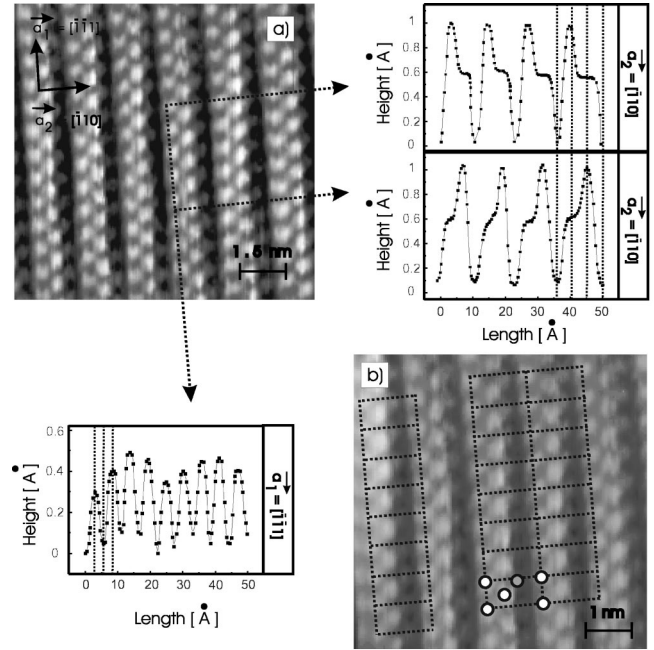 a₁ = [1̄1̄1]
a₂ = [1̄10]
a)
1.5 nm
Height [Å]
1
0.8
0.6
0.4
0.2
0
a₂ = [1̄10]
Height [Å]
1
0.8
0.6
0.4
0.2
0
a₂ = [1̄10]
0 10 20 30 40 50
Length [Å]
Height [Å]
0.6
0.4
0.2
0
a₁ = [1̄1̄1]
0 10 20 30 40 50
Length [Å]
b)
1 nm